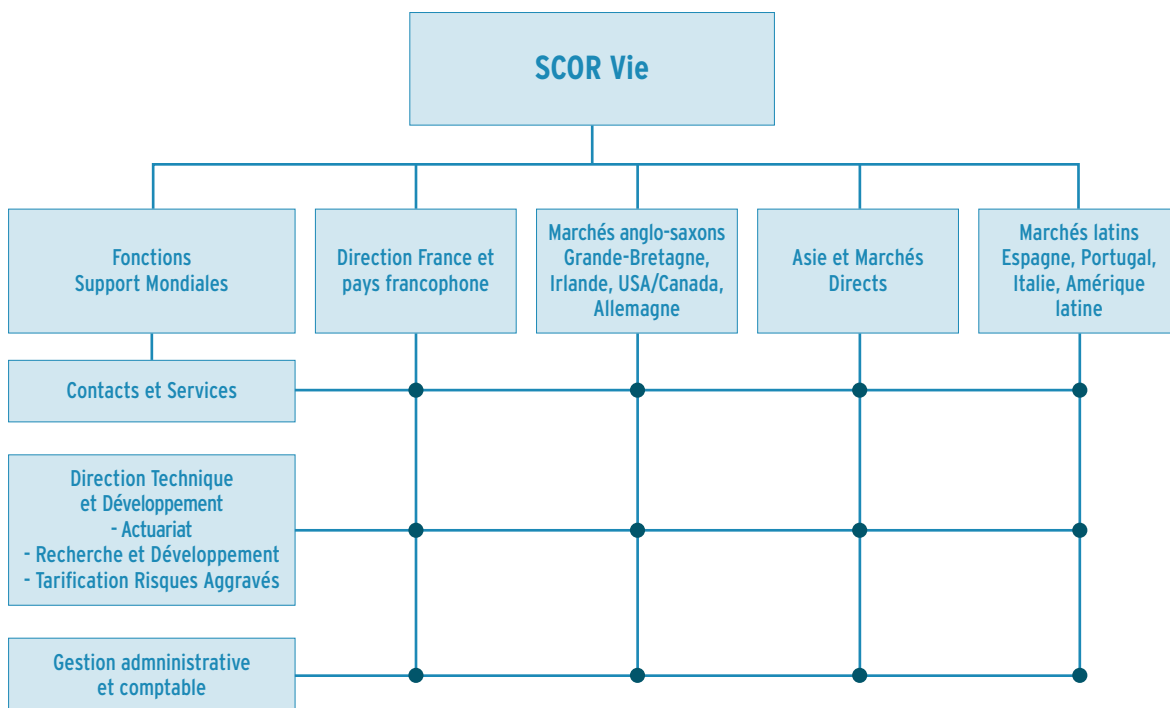 SCOR Vie
Fonctions
Support Mondiales
Direction France et
pays francophone
Marchés anglo-saxons
Grande-Bretagne,
Irlande, USA/Canada,
Allemagne
Asie et Marchés
Directs
Marchés latins
Espagne, Portugal,
Italie, Amérique
latine
Contacts et Services
Direction Technique
et Développement
- Actuariat
- Recherche et Développement
- Tarification Risques Aggravés
Gestion admninistrative
et comptable